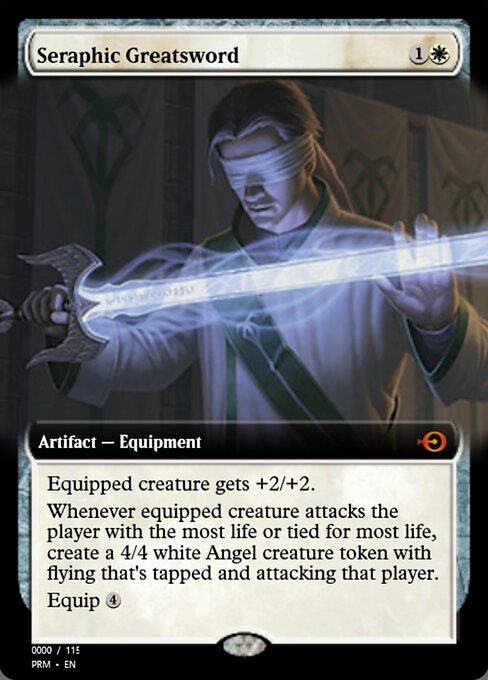 Seraphic Greatsword 1
Artifact — Equipment
Equipped creature gets +2/+2.
Whenever equipped creature attacks the
player with the most life or tied for most life,
create a 4/4 white Angel creature token with
flying that's tapped and attacking that player.
Equip 4
0000 / 115
PRM • EN